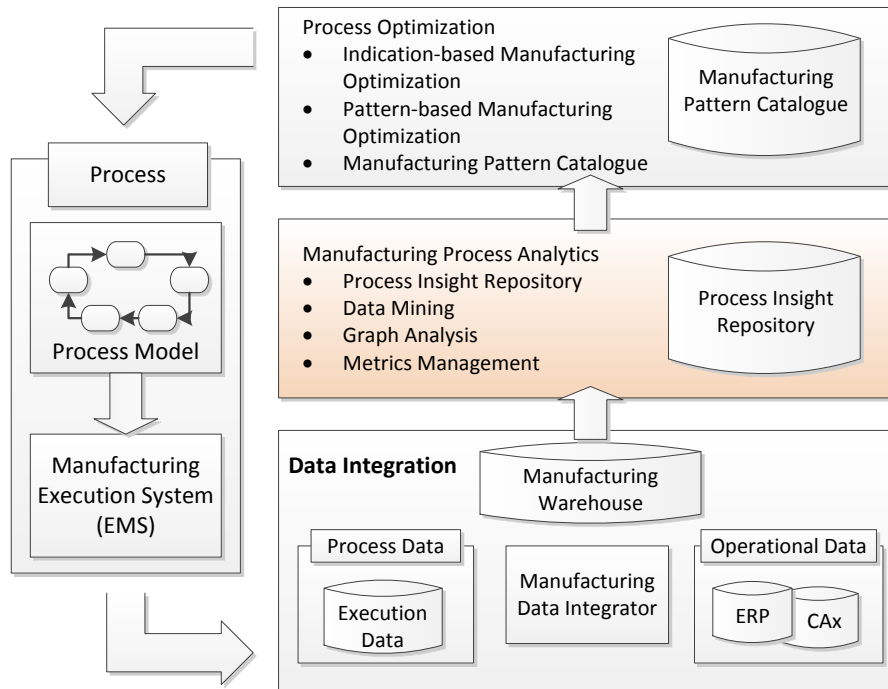 Process Optimization
• Indication-based Manufacturing
Optimization
• Pattern-based Manufacturing
Optimization
• Manufacturing Pattern Catalogue
Manufacturing
Pattern Catalogue
Process
Process Model
Manufacturing
Execution System
(EMS)
Manufacturing Process Analytics
• Process Insight Repository
• Data Mining
• Graph Analysis
• Metrics Management
Process Insight
Repository
Data Integration
Manufacturing
Warehouse
Process Data
Execution
Data
Manufacturing
Data Integrator
Operational Data
ERP
CAx